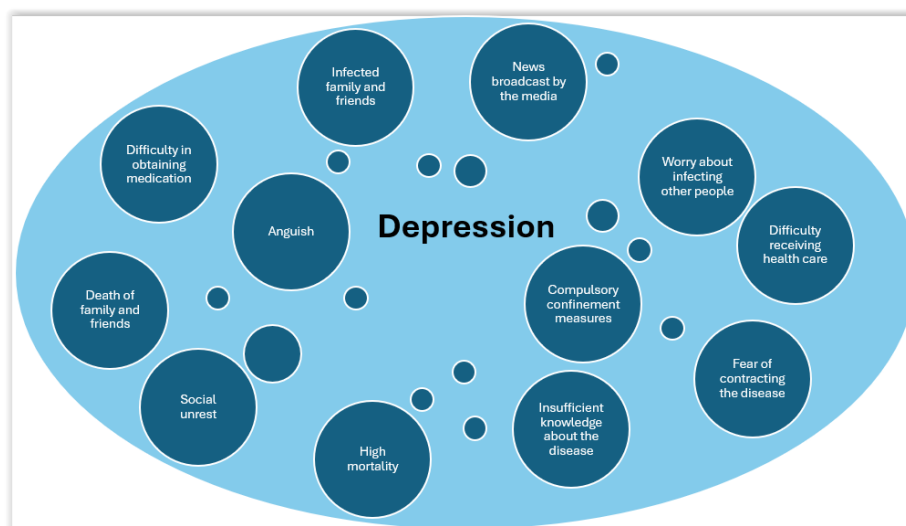 Infected
family and
friends
News
broadcast by
the media
Difficulty in
obtaining
medication
Worry about
infecting
other people
Anguish
Depression
Difficulty
receiving
health care
Death of
family and
friends
Compulsory
confinement
measures
Fear of
contracting
the disease
Social
unrest
Insufficient
knowledge
about the
disease
High
mortality